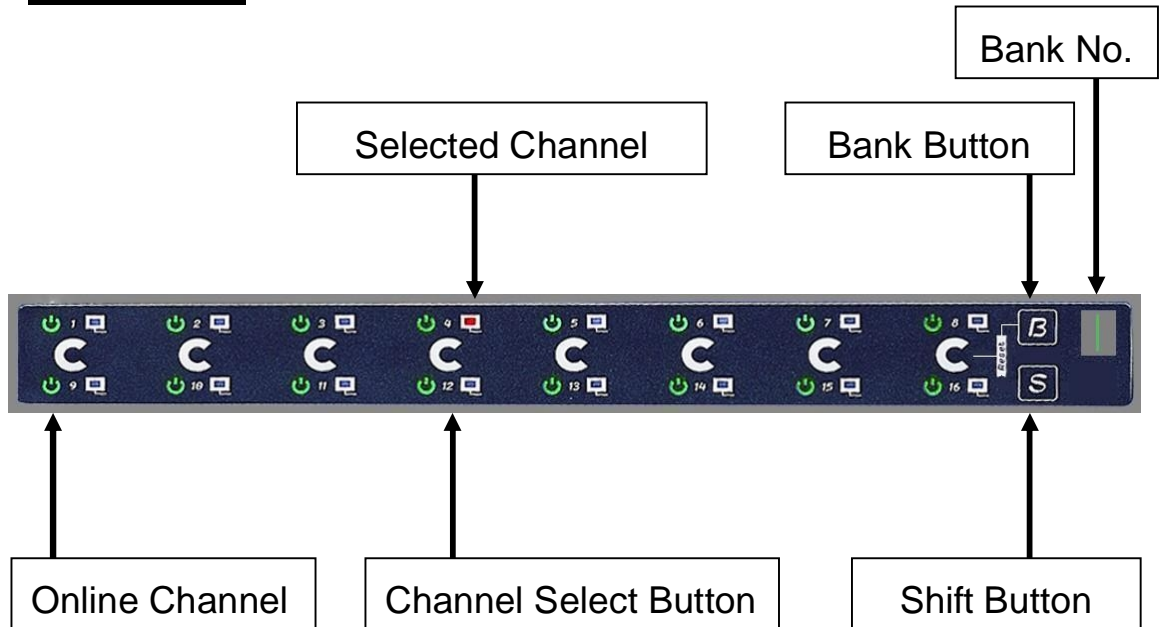 Bank No.
Selected Channel
Bank Button
1 2 3 4 5 6 7 8 B
C C C C C C C C Reset
9 10 11 12 13 14 15 16 S
Online Channel
Channel Select Button
Shift Button